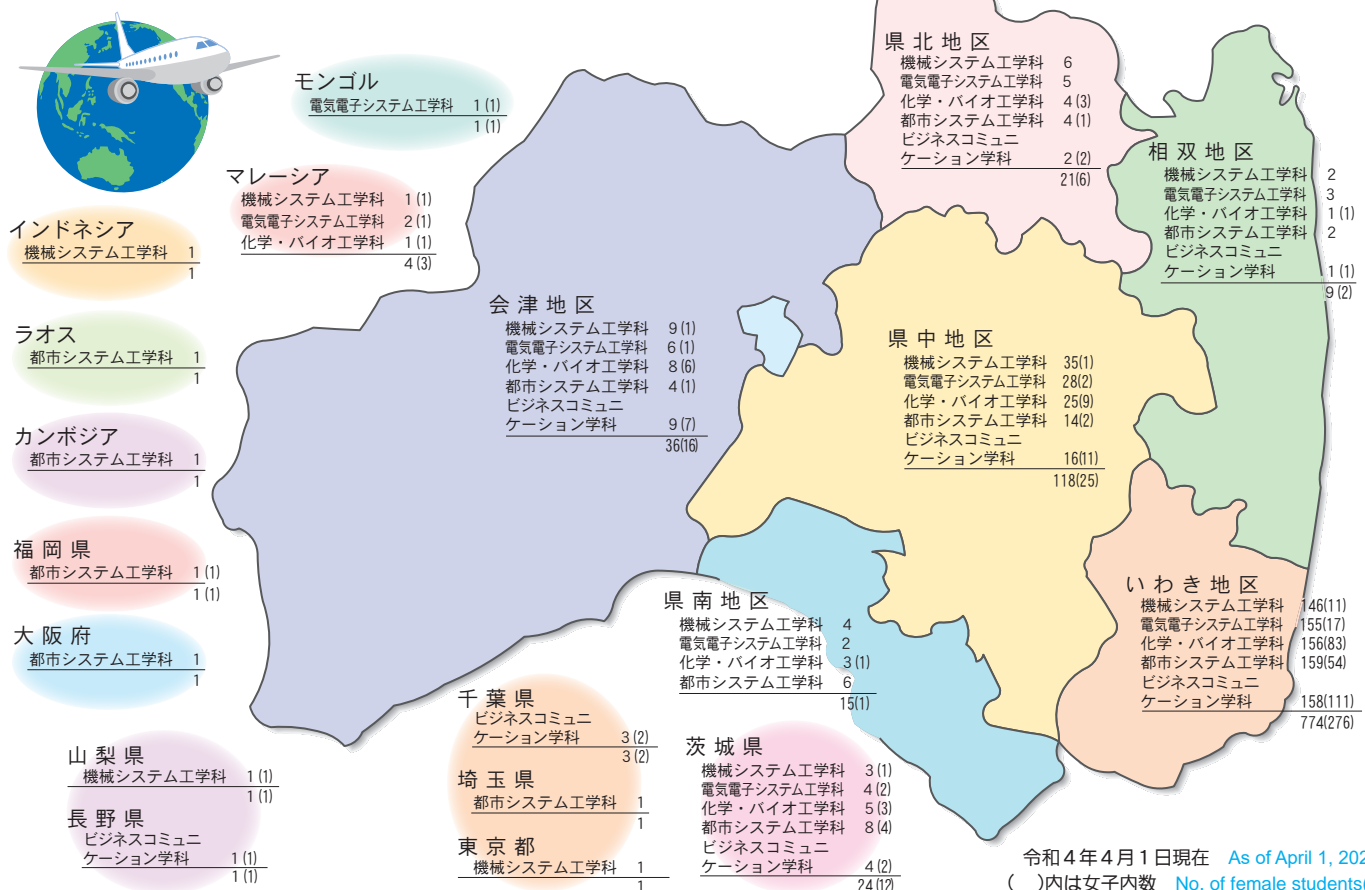 モンゴル
電気電子システム工学科 1 (1)
1 (1)
マレーシア
機械システム工学科 1 (1)
電気電子システム工学科 2 (1)
化学・バイオ工学科 1 (1)
4 (3)
インドネシア
機械システム工学科 1
1
ラオス
都市システム工学科 1
1
カンボジア
都市システム工学科 1
1
福岡県
都市システム工学科 1 (1)
1 (1)
大阪府
都市システム工学科 1
1
山梨県
機械システム工学科 1 (1)
1 (1)
長野県
ビジネスコミュニ
ケーション学科 1 (1)
1 (1)
千葉県
ビジネスコミュニ
ケーション学科 3 (2)
3 (2)
埼玉県
都市システム工学科 1
1
東京都
機械システム工学科 1
1
茨城県
機械システム工学科 3 (1)
電気電子システム工学科 4 (2)
化学・バイオ工学科 5 (3)
都市システム工学科 8 (4)
ビジネスコミュニ
ケーション学科 4 (2)
24 (12)
会津地区
機械システム工学科 9 (1)
電気電子システム工学科 6 (1)
化学・バイオ工学科 8 (6)
都市システム工学科 4 (1)
ビジネスコミュニ
ケーション学科 9 (7)
36(16)
県北地区
機械システム工学科 6
電気電子システム工学科 5
化学・バイオ工学科 4 (3)
都市システム工学科 4 (1)
ビジネスコミュニ
ケーション学科 2 (2)
21(6)
相双地区
機械システム工学科 2
電気電子システム工学科 3
化学・バイオ工学科 1 (1)
都市システム工学科 2
ビジネスコミュニ
ケーション学科 1 (1)
9 (2)
県中地区
機械システム工学科 35(1)
電気電子システム工学科 28(2)
化学・バイオ工学科 25(9)
都市システム工学科 14(2)
ビジネスコミュニ
ケーション学科 16(11)
118(25)
県南地区
機械システム工学科 4
電気電子システム工学科 2
化学・バイオ工学科 3 (1)
都市システム工学科 6
15(1)
いわき地区
機械システム工学科 146(11)
電気電子システム工学科 155(17)
化学・バイオ工学科 156(83)
都市システム工学科 159(54)
ビジネスコミュニ
ケーション学科 158(111)
774(276)
令和4年4月1日現在 As of April 1, 202
( )内は女子内数 No. of female students(